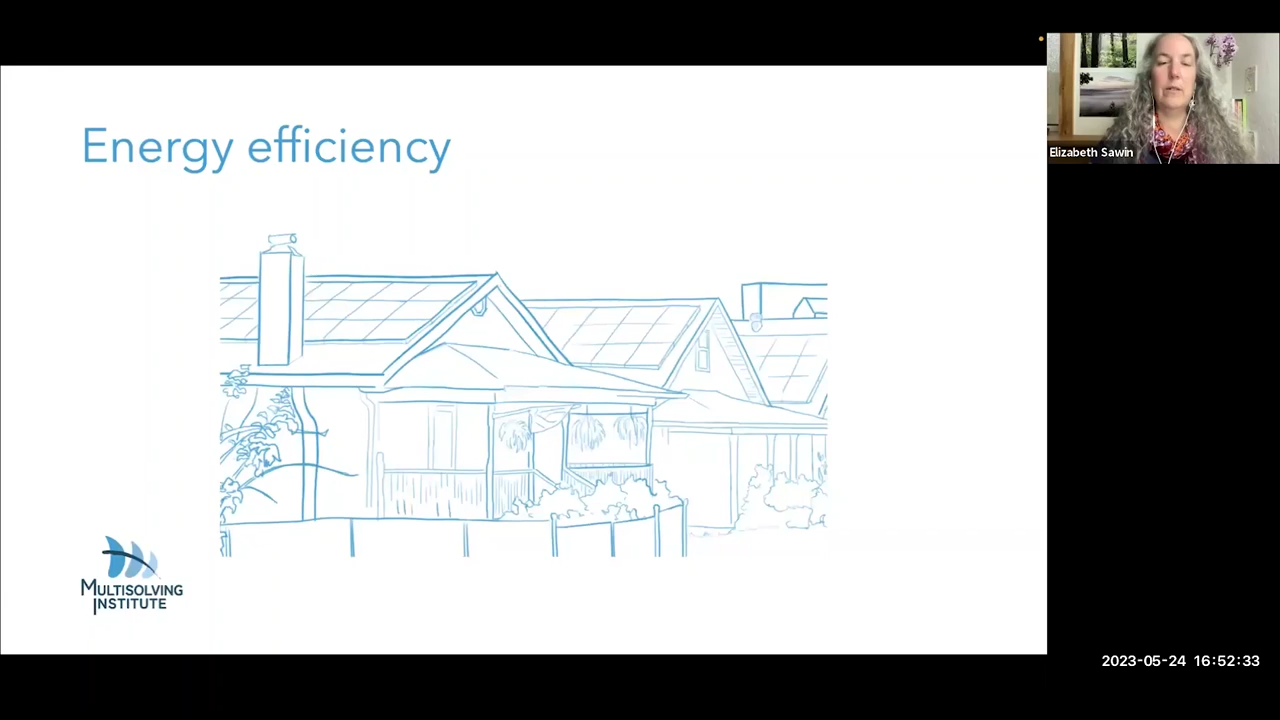 Energy efficiency
Elizabeth Sawin
MULTISOLVING
INSTITUTE
2023-05-24 16:52:33